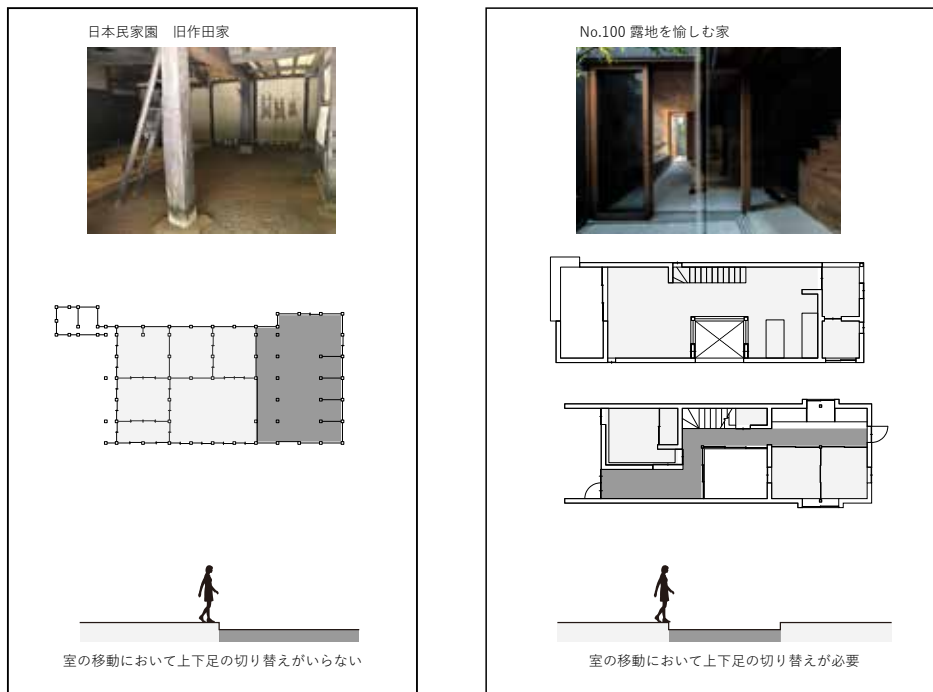 日本民家園　旧作田家
室の移動において上下足の切り替えがいらない
No.100 露地を愉しむ家
室の移動において上下足の切り替えが必要